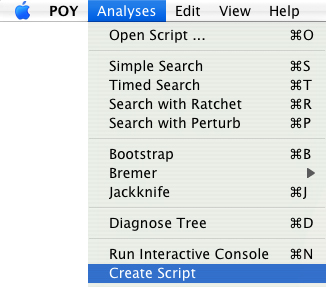 POY Analyses Edit View Help
Open Script ... ⌘O
Simple Search ⌘S
Timed Search ⌘T
Search with Ratchet ⌘R
Search with Perturb ⌘P
Bootstrap ⌘B
Bremer
Jackknife ⌘J
Diagnose Tree ⌘D
Run Interactive Console ⌘N
Create Script